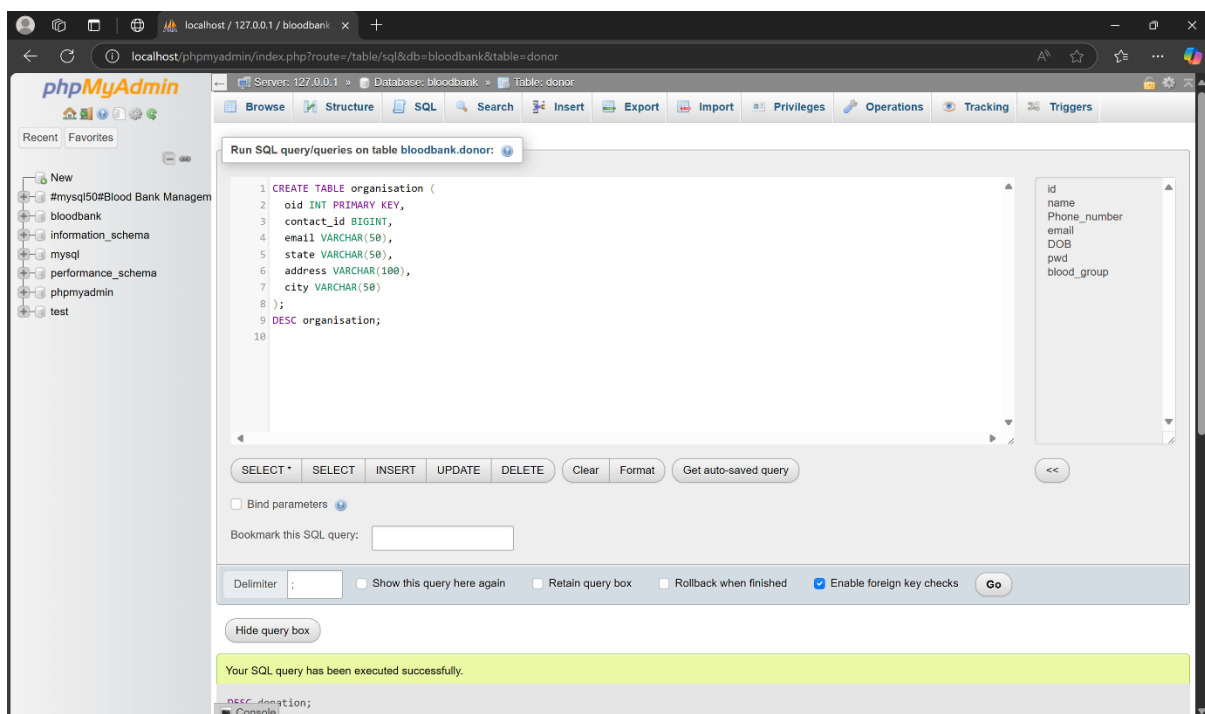 localhost / 127.0.0.1 / bloodbank
localhost/phpmyadmin/index.php?route=/table/sql&db=bloodbank&table=donor
phpMyAdmin
Recent Favorites
New
#mysql50#Blood Bank Managem
bloodbank
information_schema
mysql
performance_schema
phpmyadmin
test
Server: 127.0.0.1 » Database: bloodbank » Table: donor
Browse Structure SQL Search Insert Export Import Privileges Operations Tracking Triggers
Run SQL query/queries on table bloodbank.donor:
1 CREATE TABLE organisation (
2 oid INT PRIMARY KEY,
3 contact_id BIGINT,
4 email VARCHAR(50),
5 state VARCHAR(50),
6 address VARCHAR(100),
7 city VARCHAR(50)
8 );
9 DESC organisation;
10
id
name
Phone_number
email
DOB
pwd
blood_group
SELECT * SELECT INSERT UPDATE DELETE Clear Format Get auto-saved query <<
Bind parameters
Bookmark this SQL query:
Delimiter ; Show this query here again Retain query box Rollback when finished Enable foreign key checks Go
Hide query box
Your SQL query has been executed successfully.
DESC donation;
Console